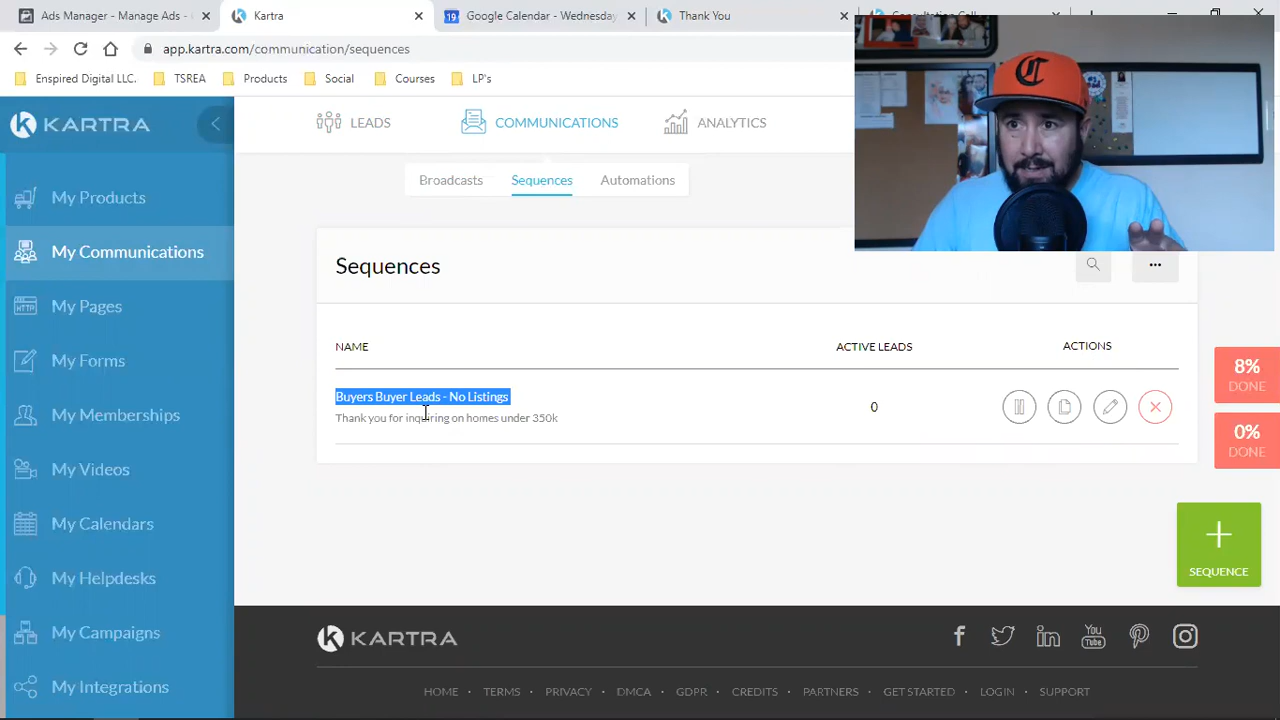 Ads Manager - Manage Ads -
Kartra
Google Calendar - Wednesday,
Thank You
Consultation Call
app.kartra.com/communication/sequences
Enspired Digital LLC.
TSREA
Products
Social
Courses
LP's
KARTRA
LEADS
COMMUNICATIONS
ANALYTICS
Broadcasts
Sequences
Automations
My Products
My Communications
My Pages
My Forms
My Memberships
My Videos
My Calendars
My Helpdesks
My Campaigns
My Integrations
Sequences
NAME
ACTIVE LEADS
ACTIONS
Buyers Buyer Leads - No Listings
Thank you for inquiring on homes under 350k
0
8%
DONE
0%
DONE
SEQUENCE
KARTRA
You
Tube
HOME · TERMS · PRIVACY · DMCA · GDPR · CREDITS · PARTNERS · GET STARTED · LOGIN · SUPPORT